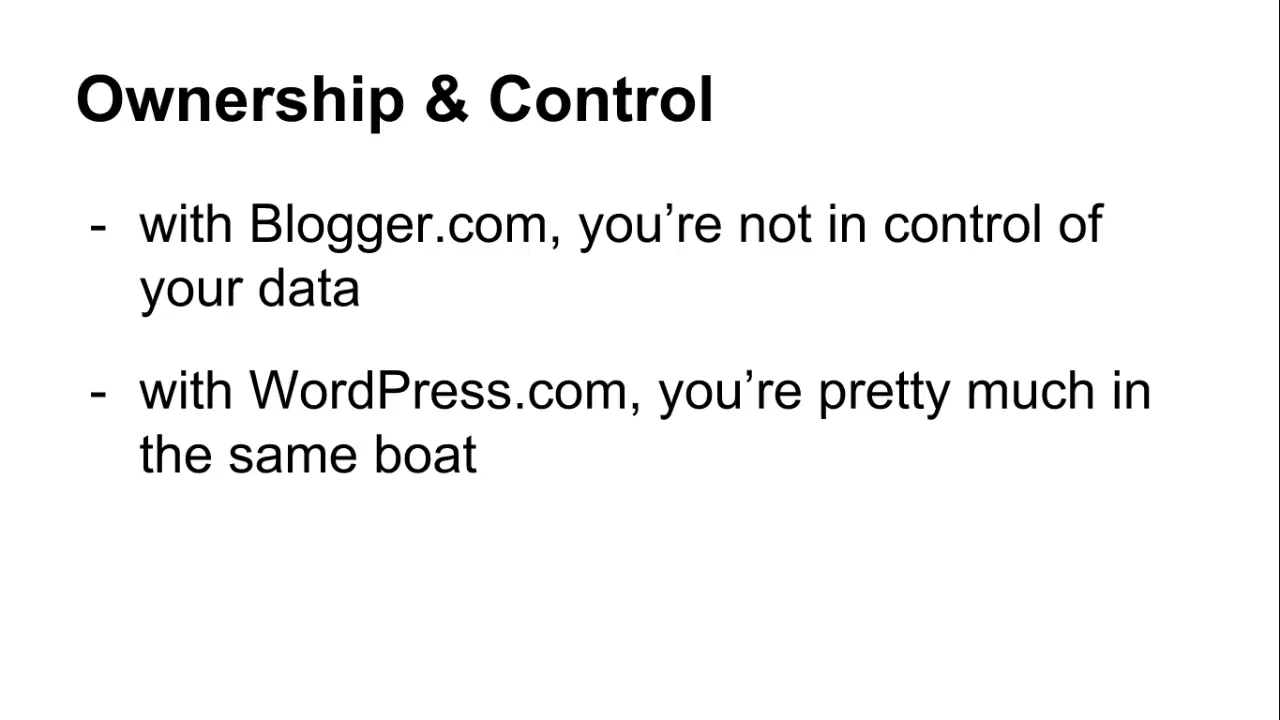 Ownership & Control
- with Blogger.com, you’re not in control of
your data
- with WordPress.com, you’re pretty much in
the same boat